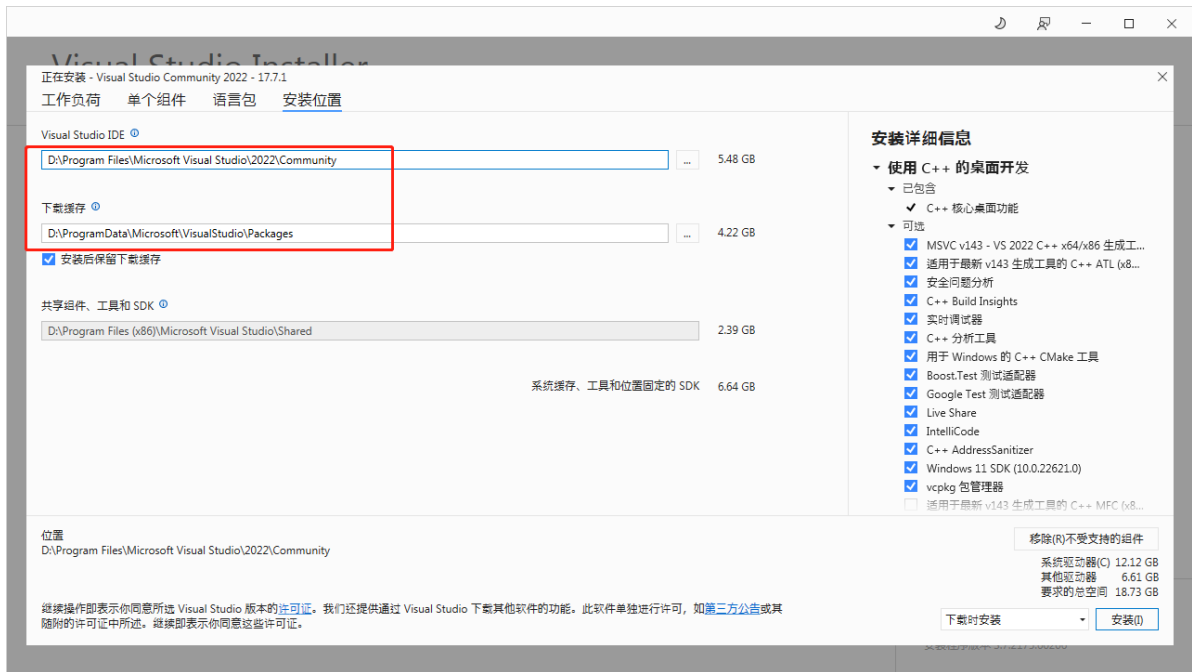 Visual Studio Installer
正在安装 - Visual Studio Community 2022 - 17.7.1
工作负荷 单个组件 语言包 安装位置
Visual Studio IDE
D:\Program Files\Microsoft Visual Studio\2022\Community
...
5.48 GB
下载缓存
D:\ProgramData\Microsoft\VisualStudio\Packages
...
4.22 GB
安装后保留下载缓存
共享组件、工具和 SDK
D:\Program Files (x86)\Microsoft Visual Studio\Shared
2.39 GB
系统缓存、工具和位置固定的 SDK 6.64 GB
安装详细信息
使用 C++ 的桌面开发
已包含
C++ 核心桌面功能
可选
MSVC v143 - VS 2022 C++ x64/x86 生成工...
适用于最新 v143 生成工具的 C++ ATL (x8...
安全问题分析
C++ Build Insights
实时调试器
C++ 分析工具
用于 Windows 的 C++ CMake 工具
Boost.Test 测试适配器
Google Test 测试适配器
Live Share
IntelliCode
C++ AddressSanitizer
Windows 11 SDK (10.0.22621.0)
vcpkg 包管理器
适用于最新 v143 生成工具的 C++ MFC (x8...
位置
D:\Program Files\Microsoft Visual Studio\2022\Community
移除(R)不受支持的组件
系统驱动器(C) 12.12 GB
其他驱动器 6.61 GB
要求的总空间 18.73 GB
继续操作即表示你同意所选 Visual Studio 版本的许可证。我们还提供通过 Visual Studio 下载其他软件的功能。此软件单独进行许可，如第三方公告或其
随附的许可证中所述。继续即表示你同意这些许可证。
下载时安装
安装(I)